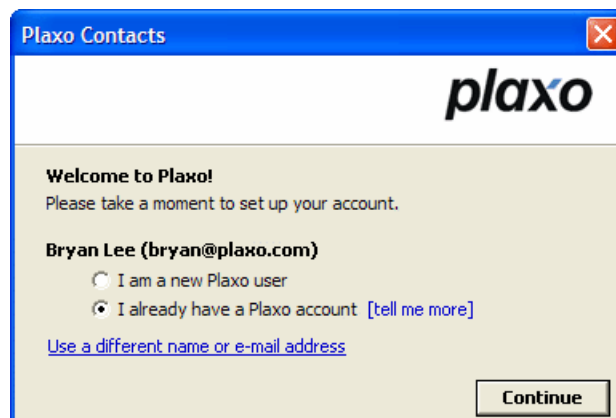 Plaxo Contacts
plaxo
Welcome to Plaxo!
Please take a moment to set up your account.
Bryan Lee (bryan@plaxo.com)
I am a new Plaxo user
I already have a Plaxo account [tell me more]
Use a different name or e-mail address
Continue